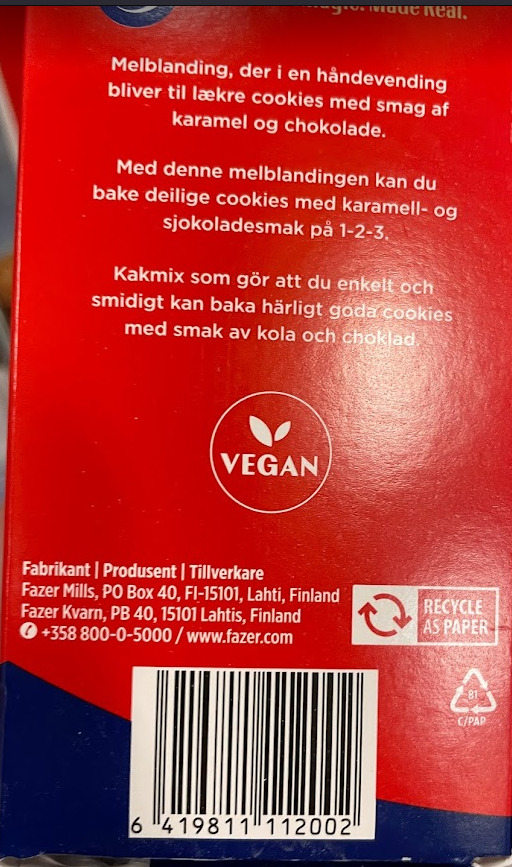 Made Real.
Melblanding, der i en håndevending
bliver til lækre cookies med smag af
karamel og chokolade.
Med denne melblandingen kan du
bake deilige cookies med karamell- og
sjokoladesmak på 1-2-3.
Kakmix som gör att du enkelt och
smidigt kan baka härligt goda cookies
med smak av kola och choklad.
VEGAN
Fabrikant | Produsent | Tillverkare
Fazer Mills, PO Box 40, FI-15101, Lahti, Finland
Fazer Kvarn, PB 40, 15101 Lahtis, Finland
+358 800-0-5000 / www.fazer.com
RECYCLE
AS PAPER
81
C/PAP
6 419811 112002